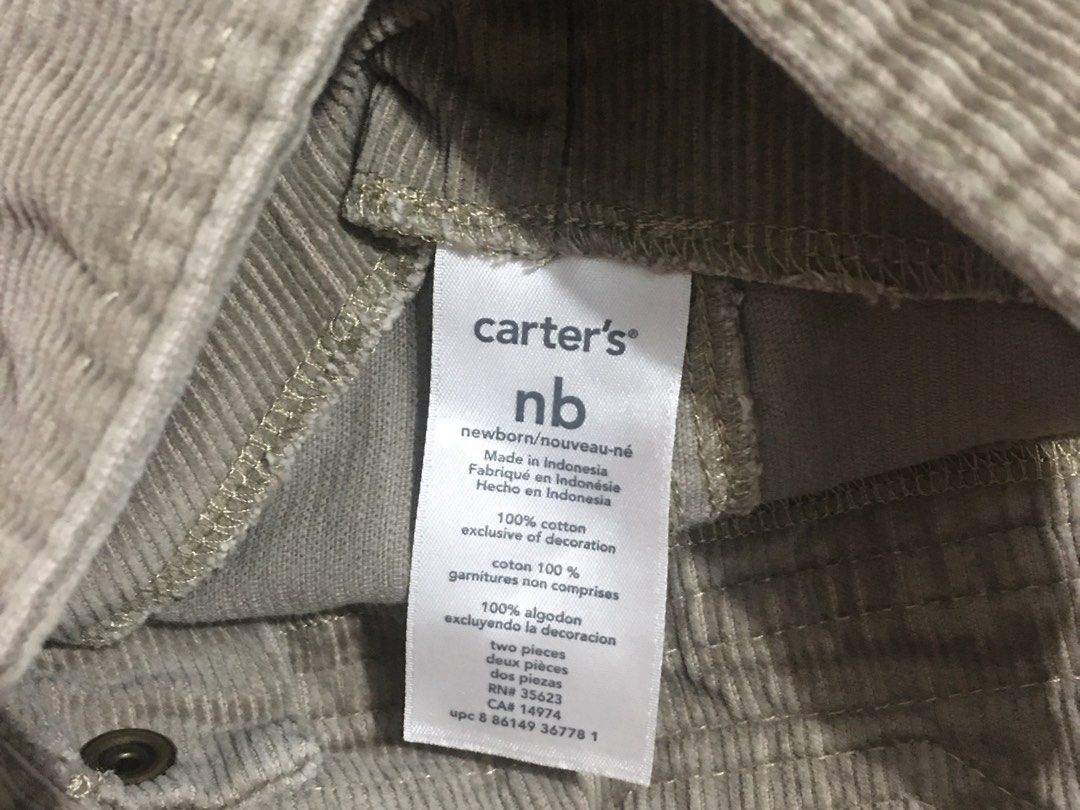 carter's®
nb
newborn/nouveau-né
Made in Indonesia
Fabriqué en Indonésie
Hecho en Indonesia
100% cotton
exclusive of decoration
coton 100 %
garnitures non comprises
100% algodon
excluyendo la decoracion
two pieces
deux pièces
dos piezas
RN# 35623
CA# 14974
upc 8 86149 36778 1